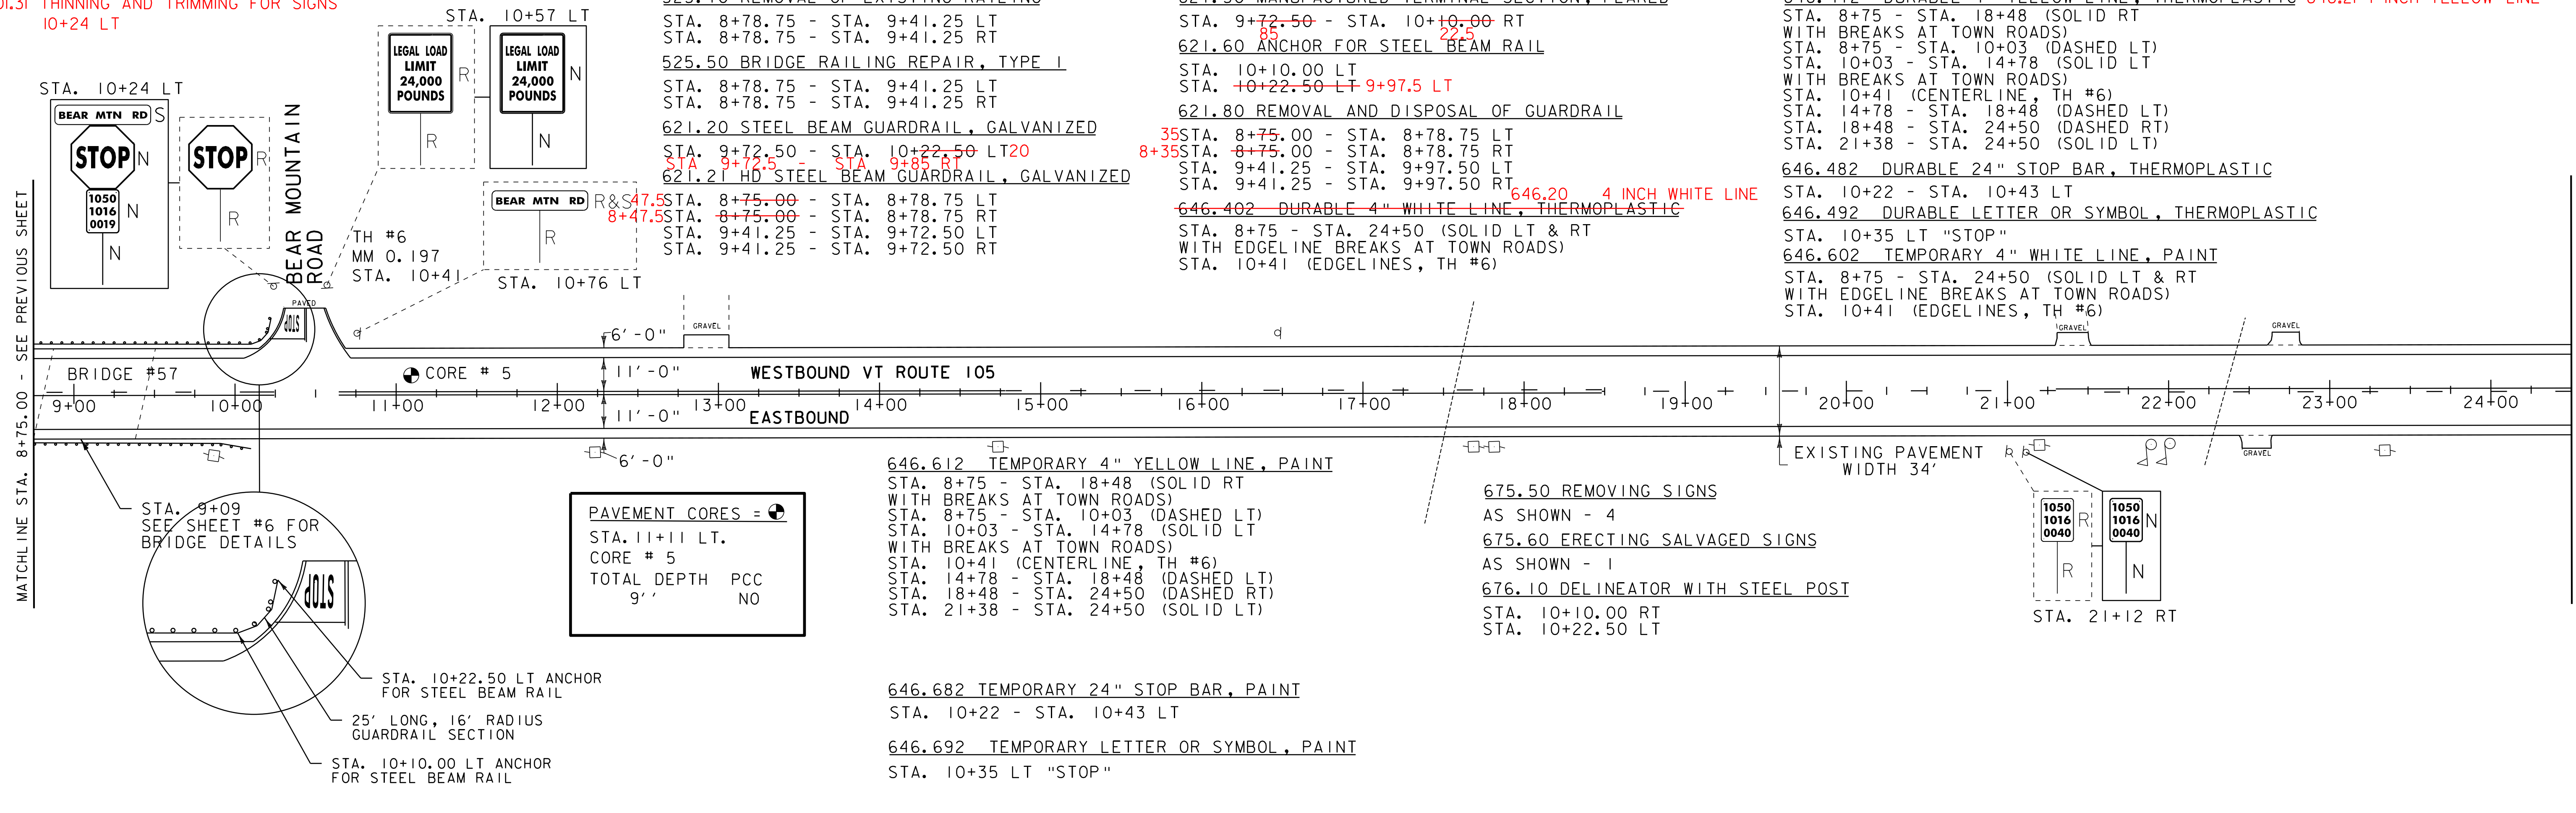 01.31 THINNING AND TRIMMING FOR SIGNS
10+24 LT
STA. 10+24 LT
BEAR MTN RD S
STOP N
1050
1016
0019
N
N
STOP R
R
BEAR MOUNTAIN
ROAD
STA. 10+57 LT
LEGAL LOAD
LIMIT
24,000
POUNDS
R
R
LEGAL LOAD
LIMIT
24,000
POUNDS
N
N
BEAR MTN RD R&S
R
STA. 10+76 LT
TH #6
MM 0.197
STA. 10+41
525.50 BRIDGE RAILING REPAIR, TYPE I
STA. 8+78.75 - STA. 9+41.25 LT
STA. 8+78.75 - STA. 9+41.25 RT
STA. 8+78.75 - STA. 9+41.25 LT
STA. 8+78.75 - STA. 9+41.25 RT
621.20 STEEL BEAM GUARDRAIL, GALVANIZED
STA. 9+72.50 - STA. 10+22.50 LT20
STA 9+72.5 - STA 9+85 RT
621.21 HD STEEL BEAM GUARDRAIL, GALVANIZED
47.5STA. 8+75.00 - STA. 8+78.75 LT
8+47.5STA. 8+75.00 - STA. 8+78.75 RT
STA. 9+41.25 - STA. 9+72.50 LT
STA. 9+41.25 - STA. 9+72.50 RT
STA. 9+72.50 - STA. 10+10.00 RT
85 22.5
621.60 ANCHOR FOR STEEL BEAM RAIL
STA. 10+10.00 LT
STA. 10+22.50 LT 9+97.5 LT
621.80 REMOVAL AND DISPOSAL OF GUARDRAIL
35STA. 8+75.00 - STA. 8+78.75 LT
8+35STA. 8+75.00 - STA. 8+78.75 RT
STA. 9+41.25 - STA. 9+97.50 LT
STA. 9+41.25 - STA. 9+97.50 RT
646.20 4 INCH WHITE LINE
646.402 DURABLE 4" WHITE LINE, THERMOPLASTIC
STA. 8+75 - STA. 24+50 (SOLID LT & RT
WITH EDGELINE BREAKS AT TOWN ROADS)
STA. 10+41 (EDGELINES, TH #6)
STA. 8+75 - STA. 18+48 (SOLID RT
WITH BREAKS AT TOWN ROADS)
STA. 8+75 - STA. 10+03 (DASHED LT)
STA. 10+03 - STA. 14+78 (SOLID LT
WITH BREAKS AT TOWN ROADS)
STA. 10+41 (CENTERLINE, TH #6)
STA. 14+78 - STA. 18+48 (DASHED LT)
STA. 18+48 - STA. 24+50 (DASHED RT)
STA. 21+38 - STA. 24+50 (SOLID LT)
646.482 DURABLE 24" STOP BAR, THERMOPLASTIC
STA. 10+22 - STA. 10+43 LT
646.492 DURABLE LETTER OR SYMBOL, THERMOPLASTIC
STA. 10+35 LT "STOP"
646.602 TEMPORARY 4" WHITE LINE, PAINT
STA. 8+75 - STA. 24+50 (SOLID LT & RT
WITH EDGELINE BREAKS AT TOWN ROADS)
STA. 10+41 (EDGELINES, TH #6)
MATCHLINE STA. 8+75.00 - SEE PREVIOUS SHEET
PAVED
STOP
6'-0"
GRAVEL
GRAVEL
GRAVEL
BRIDGE #57
CORE # 5
11'-0"
WESTBOUND VT ROUTE 105
9+00 10+00 11+00 12+00 13+00 14+00 15+00 16+00 17+00 18+00 19+00 20+00 21+00 22+00 23+00 24+00
11'-0"
EASTBOUND
6'-0"
GRAVEL
EXISTING PAVEMENT
WIDTH 34'
STA. 9+09
SEE SHEET #6 FOR
BRIDGE DETAILS
STOP
STA. 10+22.50 LT ANCHOR
FOR STEEL BEAM RAIL
25' LONG, 16' RADIUS
GUARDRAIL SECTION
STA. 10+10.00 LT ANCHOR
FOR STEEL BEAM RAIL
PAVEMENT CORES =
STA.11+11 LT.
CORE # 5
TOTAL DEPTH PCC
9'' NO
646.612 TEMPORARY 4" YELLOW LINE, PAINT
STA. 8+75 - STA. 18+48 (SOLID RT
WITH BREAKS AT TOWN ROADS)
STA. 8+75 - STA. 10+03 (DASHED LT)
STA. 10+03 - STA. 14+78 (SOLID LT
WITH BREAKS AT TOWN ROADS)
STA. 10+41 (CENTERLINE, TH #6)
STA. 14+78 - STA. 18+48 (DASHED LT)
STA. 18+48 - STA. 24+50 (DASHED RT)
STA. 21+38 - STA. 24+50 (SOLID LT)
646.682 TEMPORARY 24" STOP BAR, PAINT
STA. 10+22 - STA. 10+43 LT
646.692 TEMPORARY LETTER OR SYMBOL, PAINT
STA. 10+35 LT "STOP"
675.50 REMOVING SIGNS
AS SHOWN - 4
675.60 ERECTING SALVAGED SIGNS
AS SHOWN - 1
676.10 DELINEATOR WITH STEEL POST
STA. 10+10.00 RT
STA. 10+22.50 LT
1050
1016
0040
R
R
1050
1016
0040
N
N
STA. 21+12 RT